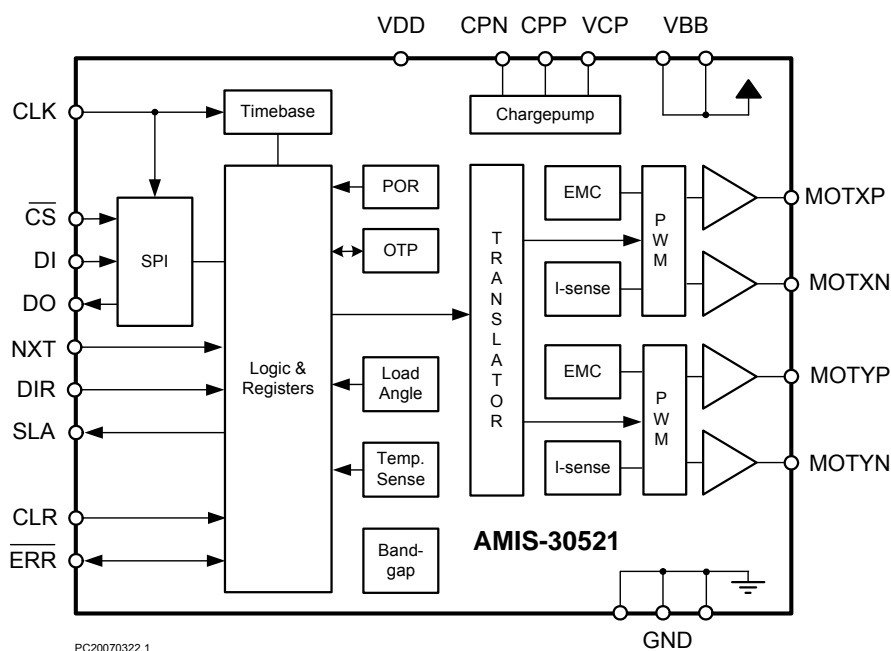 VDD CPN CPP VCP VBB
CLK
Timebase
Chargepump
POR
EMC
MOTXP
CS
DI
DO
SPI
OTP
TRANSLATOR
PWM
I-sense
MOTXN
NXT
DIR
SLA
Logic &
Registers
Load
Angle
EMC
PWM
MOTYP
Temp.
Sense
I-sense
MOTYN
CLR
ERR
Band-
gap
AMIS-30521
GND
PC20070322.1